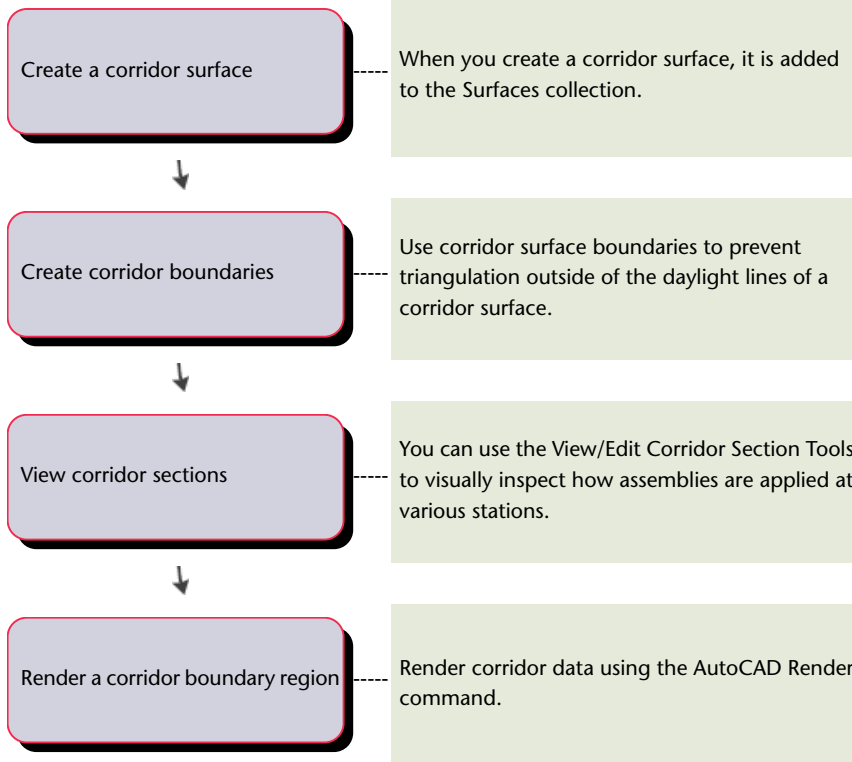 Create a corridor surface
When you create a corridor surface, it is added
to the Surfaces collection.
Create corridor boundaries
Use corridor surface boundaries to prevent
triangulation outside of the daylight lines of a
corridor surface.
View corridor sections
You can use the View/Edit Corridor Section Tools
to visually inspect how assemblies are applied at
various stations.
Render a corridor boundary region
Render corridor data using the AutoCAD Render
command.